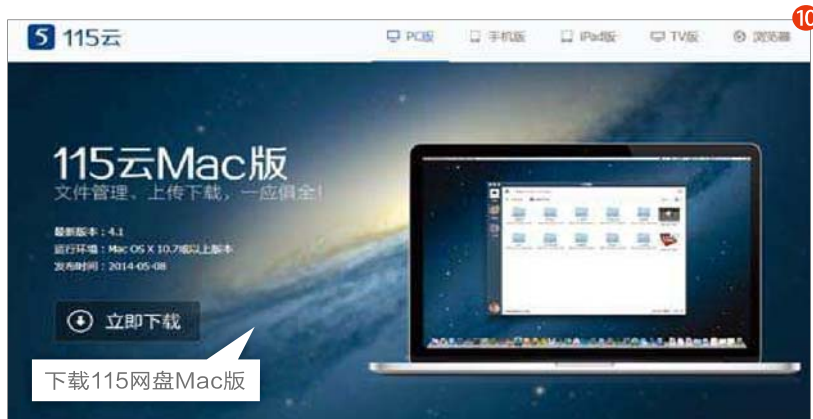 10
5 115云
PC版 手机版 iPad版 TV版 浏览器
115云Mac版
文件管理、上传下载，一应俱全！
最新版本：4.1
运行环境：Mac OS X 10.7或以上版本
发布时间：2014-05-08
立即下载
下载115网盘Mac版